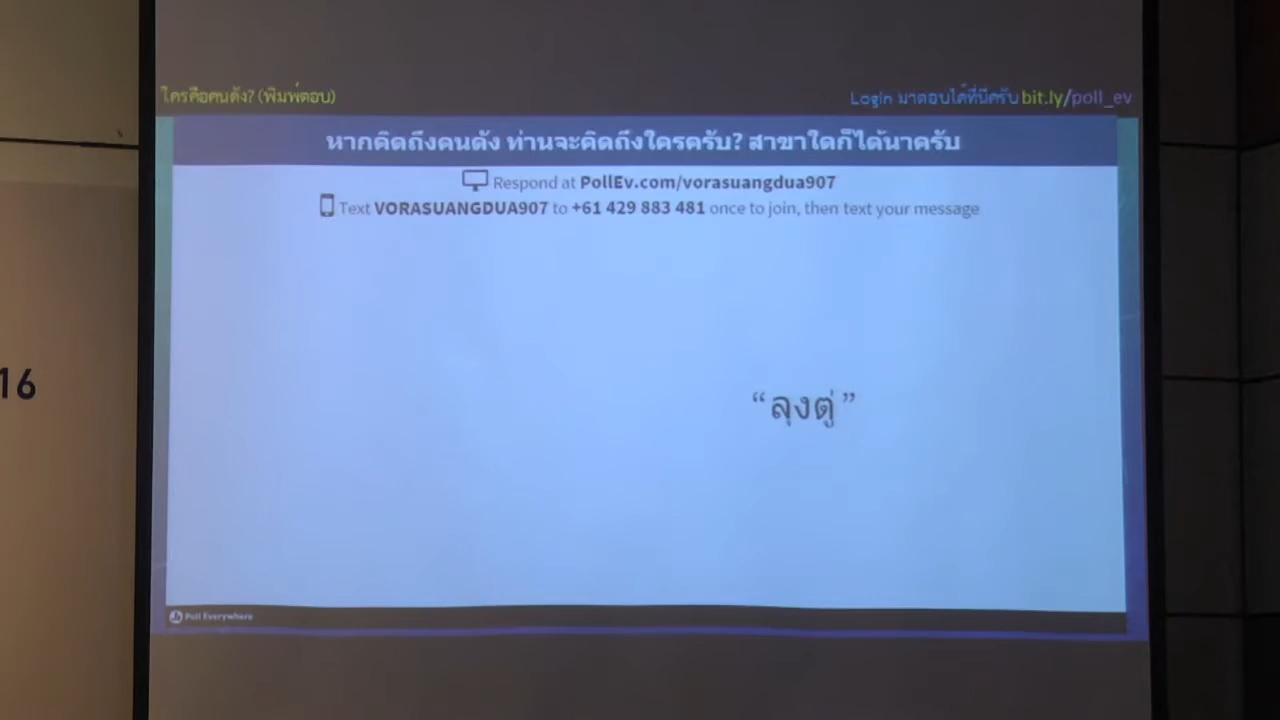 ใครคือคนดัง? (พิมพ์ตอบ)
Login มาตอบได้ที่นี่ครับ bit.ly/poll_ev
หากคิดถึงคนดัง ท่านจะคิดถึงใครครับ? สาขาใดก็ได้นาครับ
Respond at PollEv.com/vorasuangdua907
Text VORASUANGDUA907 to +61 429 883 481 once to join, then text your message
16
“ลุงตู่”
Poll Everywhere